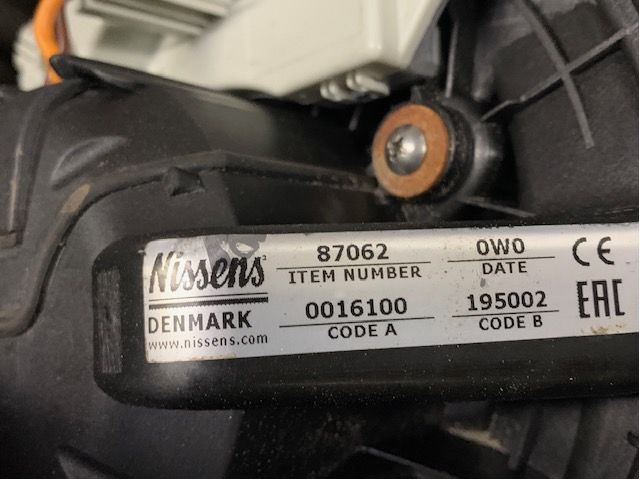 Nissens
DENMARK
www.nissens.com
87062
ITEM NUMBER
0016100
CODE A
0W0
DATE
195002
CODE B
CE
EAC